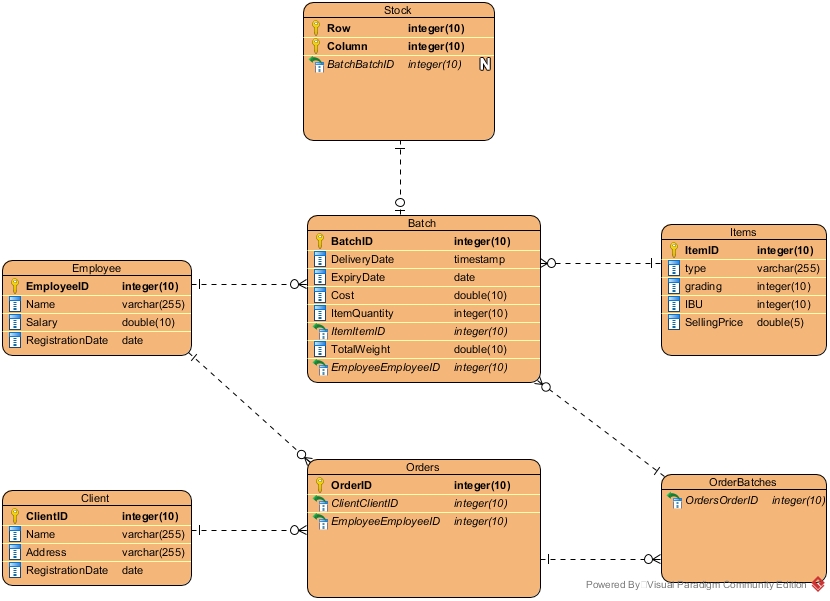 Stock
Row integer(10)
Column integer(10)
BatchBatchID integer(10) N
Batch
BatchID integer(10)
DeliveryDate timestamp
ExpiryDate date
Cost double(10)
ItemQuantity integer(10)
ItemItemID integer(10)
TotalWeight double(10)
EmployeeEmployeeID integer(10)
Items
ItemID integer(10)
type varchar(255)
grading integer(10)
IBU integer(10)
SellingPrice double(5)
Employee
EmployeeID integer(10)
Name varchar(255)
Salary double(10)
RegistrationDate date
Orders
OrderID integer(10)
ClientClientID integer(10)
EmployeeEmployeeID integer(10)
Client
ClientID integer(10)
Name varchar(255)
Address varchar(255)
RegistrationDate date
OrderBatches
OrdersOrderID integer(10)
Powered By Visual Paradigm Community Edition